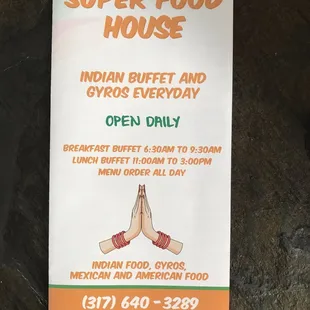 SUPER FOOD
HOUSE
INDIAN BUFFET AND
GYROS EVERYDAY
OPEN DAILY
BREAKFAST BUFFET 6:30AM TO 9:30AM
LUNCH BUFFET 11:00AM TO 3:00PM
MENU ORDER ALL DAY
INDIAN FOOD, GYROS,
MEXICAN AND AMERICAN FOOD
(317) 640-3289